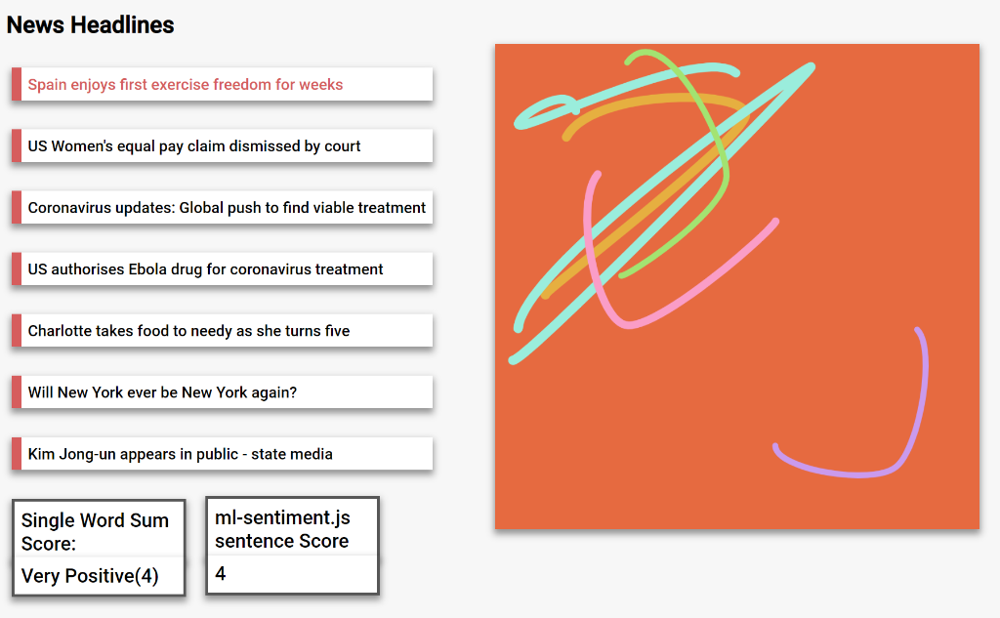 News Headlines
Spain enjoys first exercise freedom for weeks
US Women's equal pay claim dismissed by court
Coronavirus updates: Global push to find viable treatment
US authorises Ebola drug for coronavirus treatment
Charlotte takes food to needy as she turns five
Will New York ever be New York again?
Kim Jong-un appears in public - state media
Single Word Sum
Score:
Very Positive(4)
ml-sentiment.js
sentence Score
4